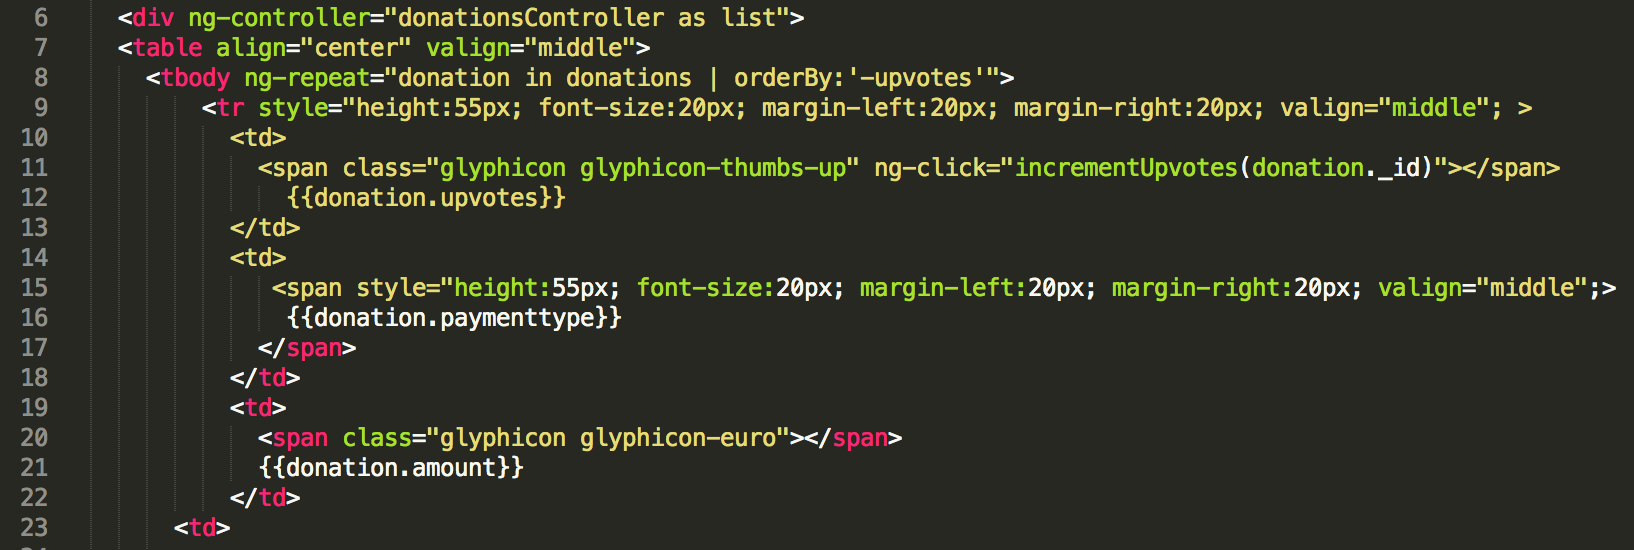 6 <div ng-controller="donationsController as list">
7 <table align="center" valign="middle">
8 <tbody ng-repeat="donation in donations | orderBy:'-upvotes'">
9 <tr style="height:55px; font-size:20px; margin-left:20px; margin-right:20px; valign="middle"; >
10 <td>
11 <span class="glyphicon glyphicon-thumbs-up" ng-click="incrementUpvotes(donation._id)"></span>
12 {{donation.upvotes}}
13 </td>
14 <td>
15 <span style="height:55px; font-size:20px; margin-left:20px; margin-right:20px; valign="middle";>
16 {{donation.paymenttype}}
17 </span>
18 </td>
19 <td>
20 <span class="glyphicon glyphicon-euro"></span>
21 {{donation.amount}}
22 </td>
23 <td>